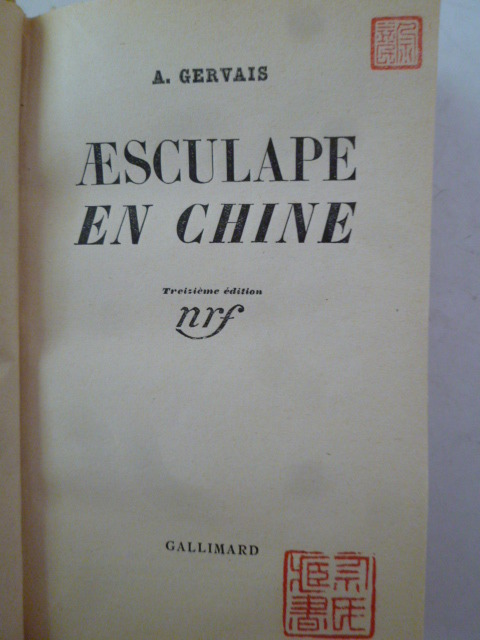 A. GERVAIS
ÆSCULAPE
EN CHINE
Treizième édition
nrf
GALLIMARD